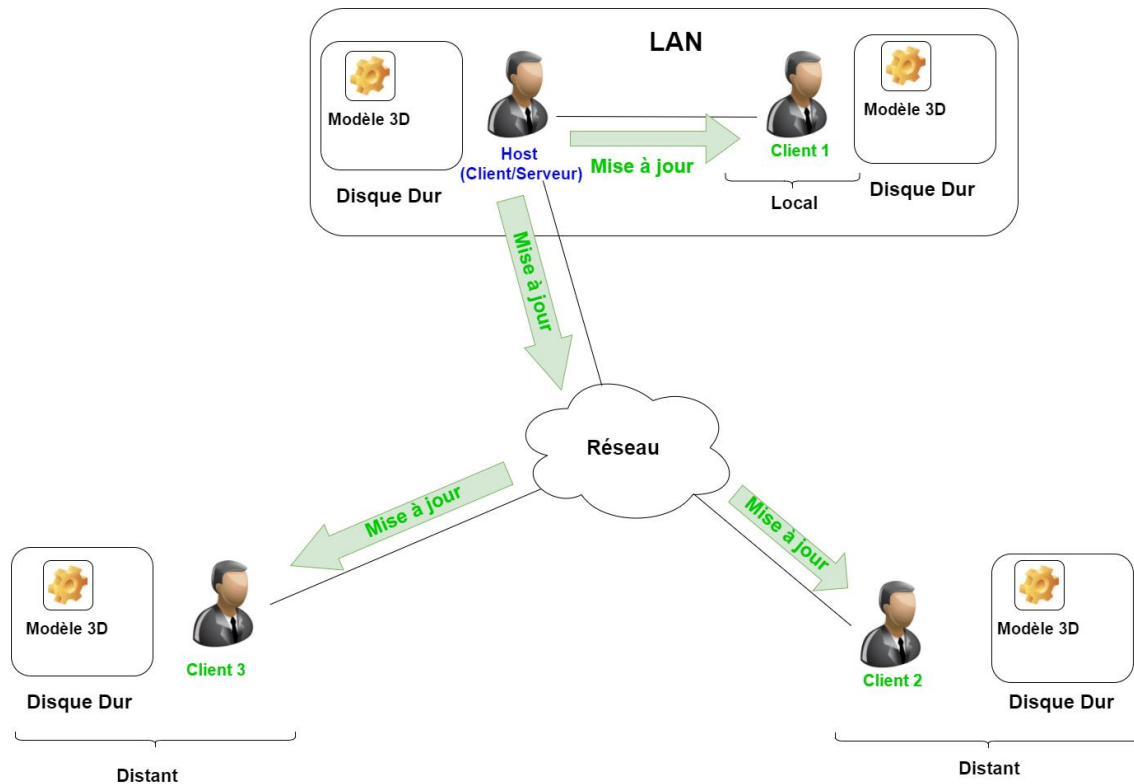 LAN
Modèle 3D
Disque Dur
Host
(Client/Serveur)
Mise à jour
Client 1
Local
Modèle 3D
Disque Dur
Mise à jour
Réseau
Mise à jour
Mise à jour
Modèle 3D
Client 3
Disque Dur
Distant
Client 2
Modèle 3D
Disque Dur
Distant